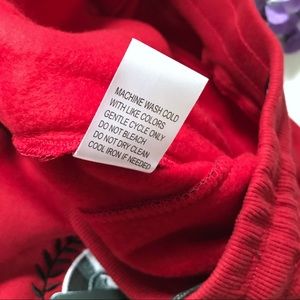 MACHINE WASH COLD
WITH LIKE COLORS
GENTLE CYCLE ONLY
DO NOT BLEACH
DO NOT DRY CLEAN
COOL IRON IF NEEDED